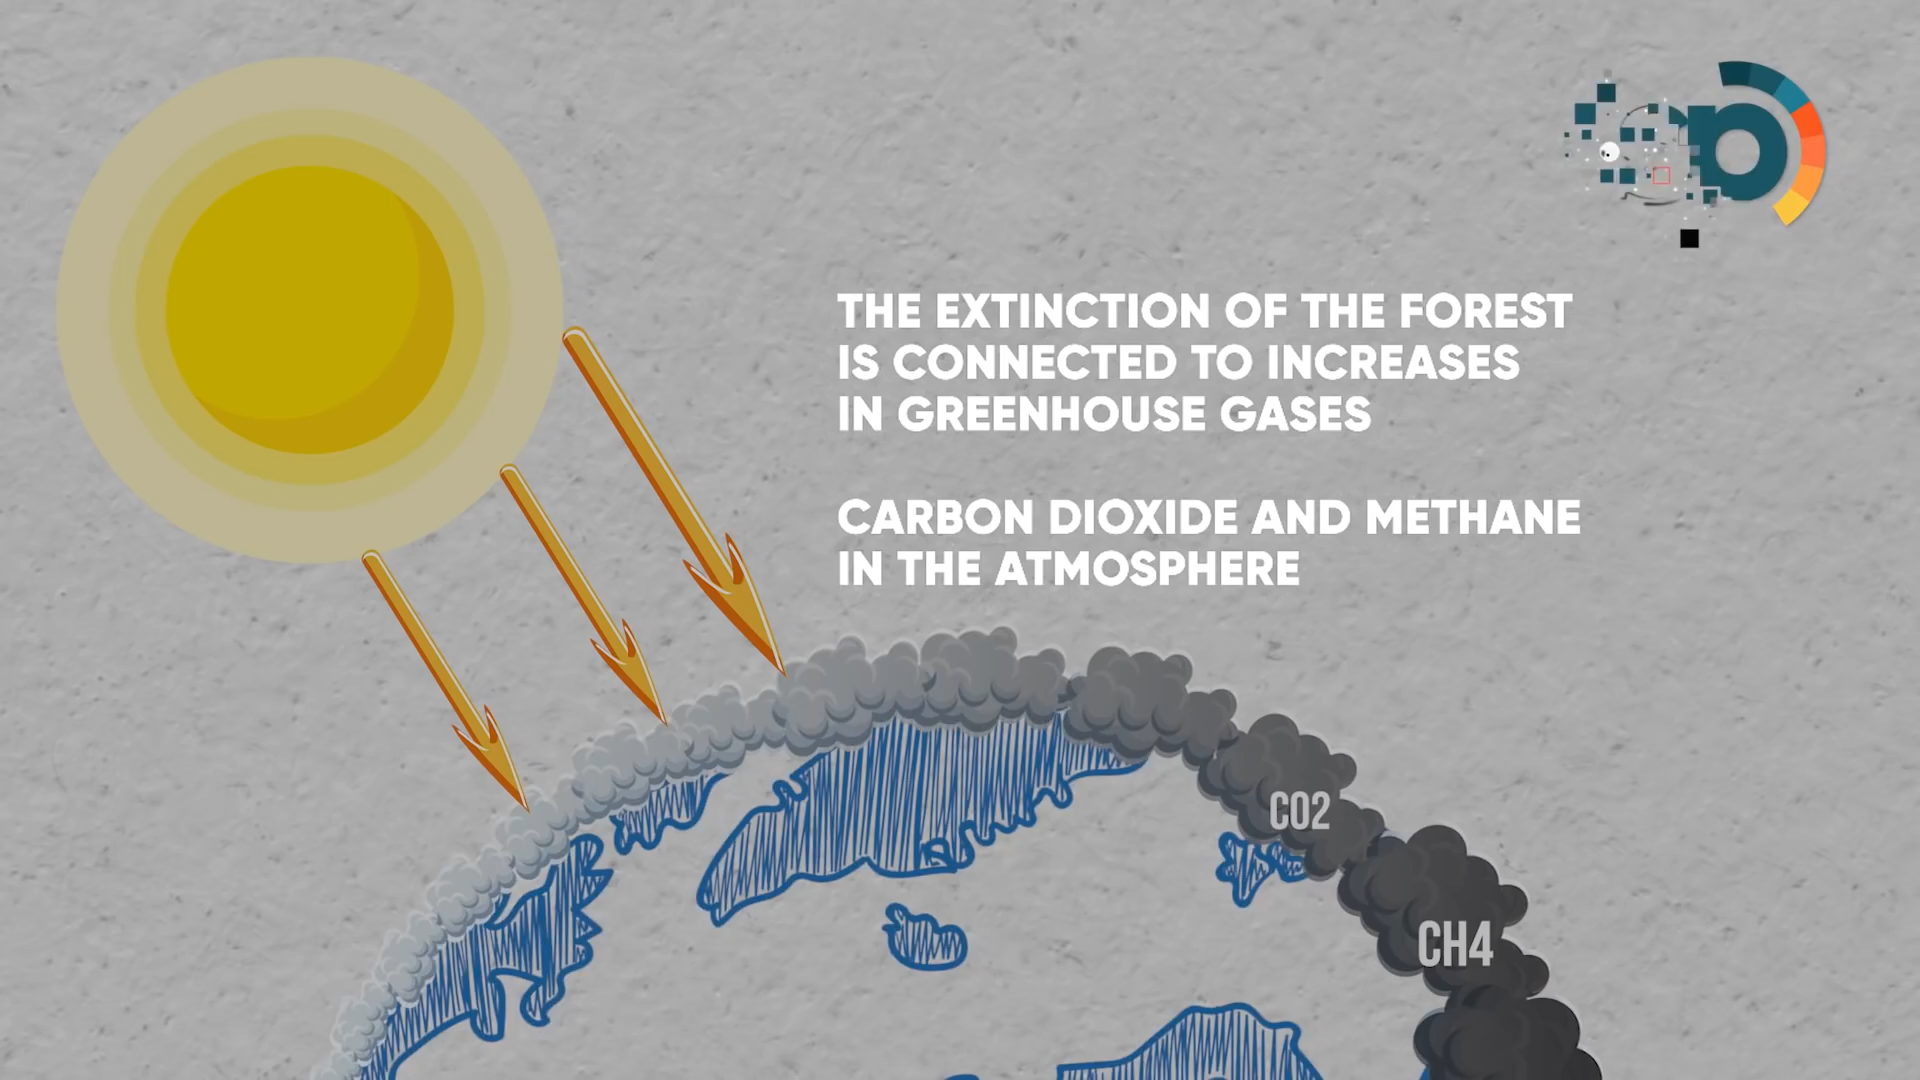 THE EXTINCTION OF THE FOREST
IS CONNECTED TO INCREASES
IN GREENHOUSE GASES
CARBON DIOXIDE AND METHANE
IN THE ATMOSPHERE
CO2
CH4